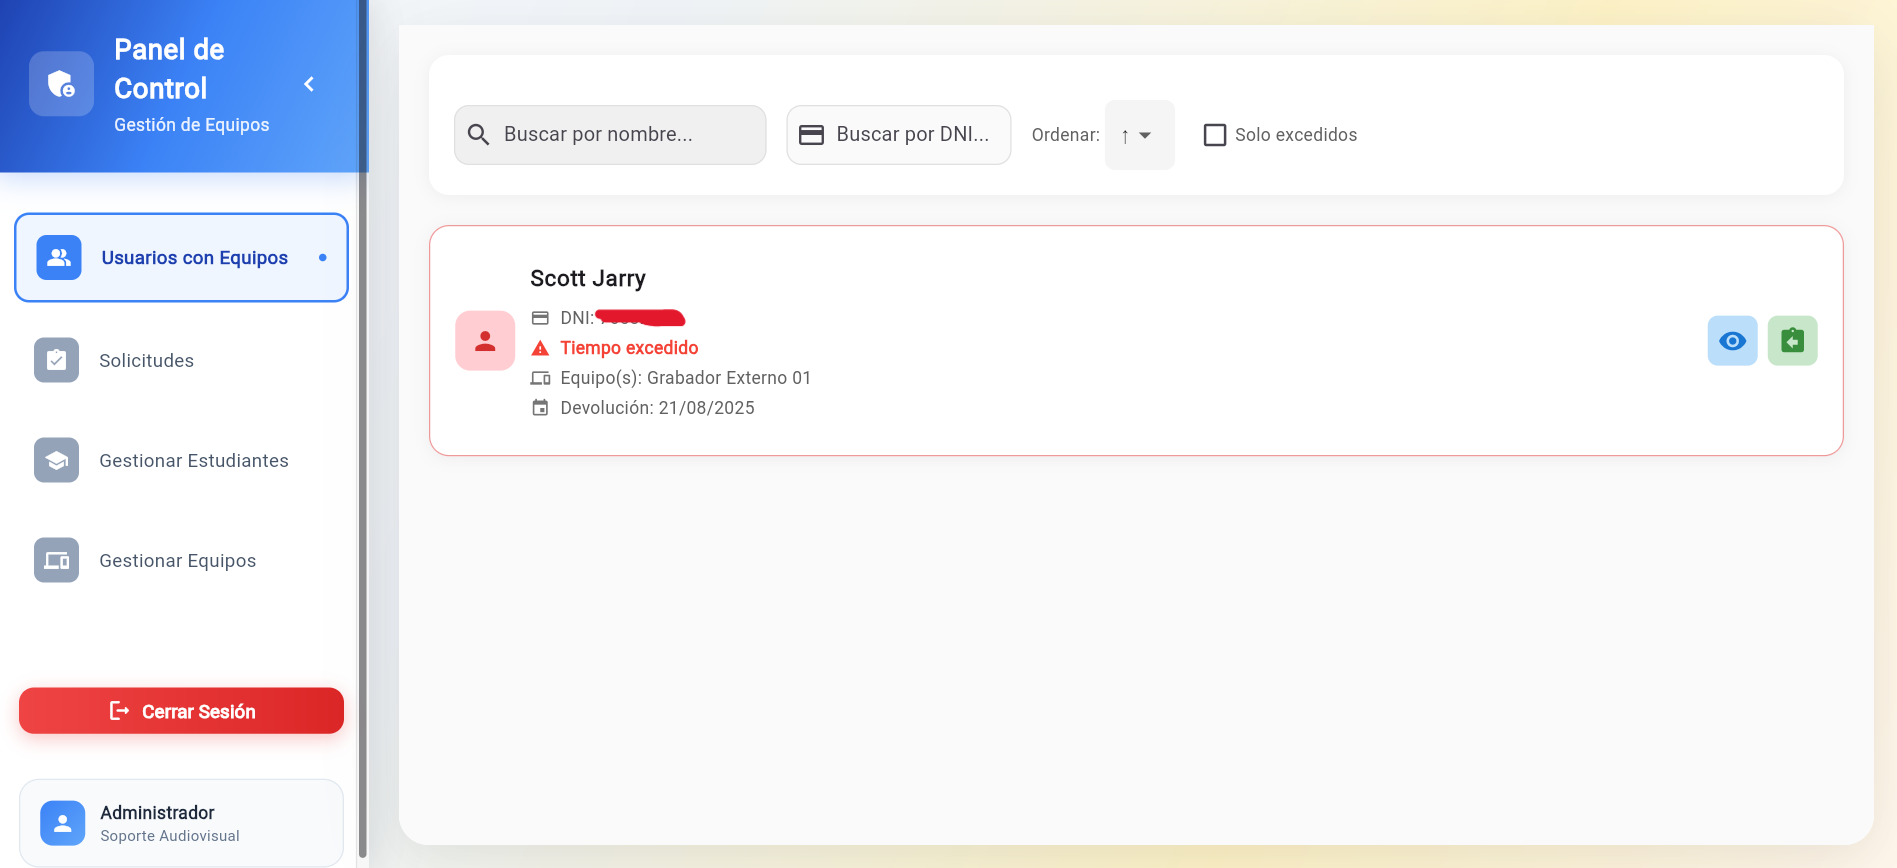 Panel de
Control
Gestión de Equipos
Usuarios con Equipos
Solicitudes
Gestionar Estudiantes
Gestionar Equipos
Cerrar Sesión
Administrador
Soporte Audiovisual
Buscar por nombre...
Buscar por DNI...
Ordenar:
↑
Solo excedidos
Scott Jarry
DNI:
Tiempo excedido
Equipo(s): Grabador Externo 01
Devolución: 21/08/2025